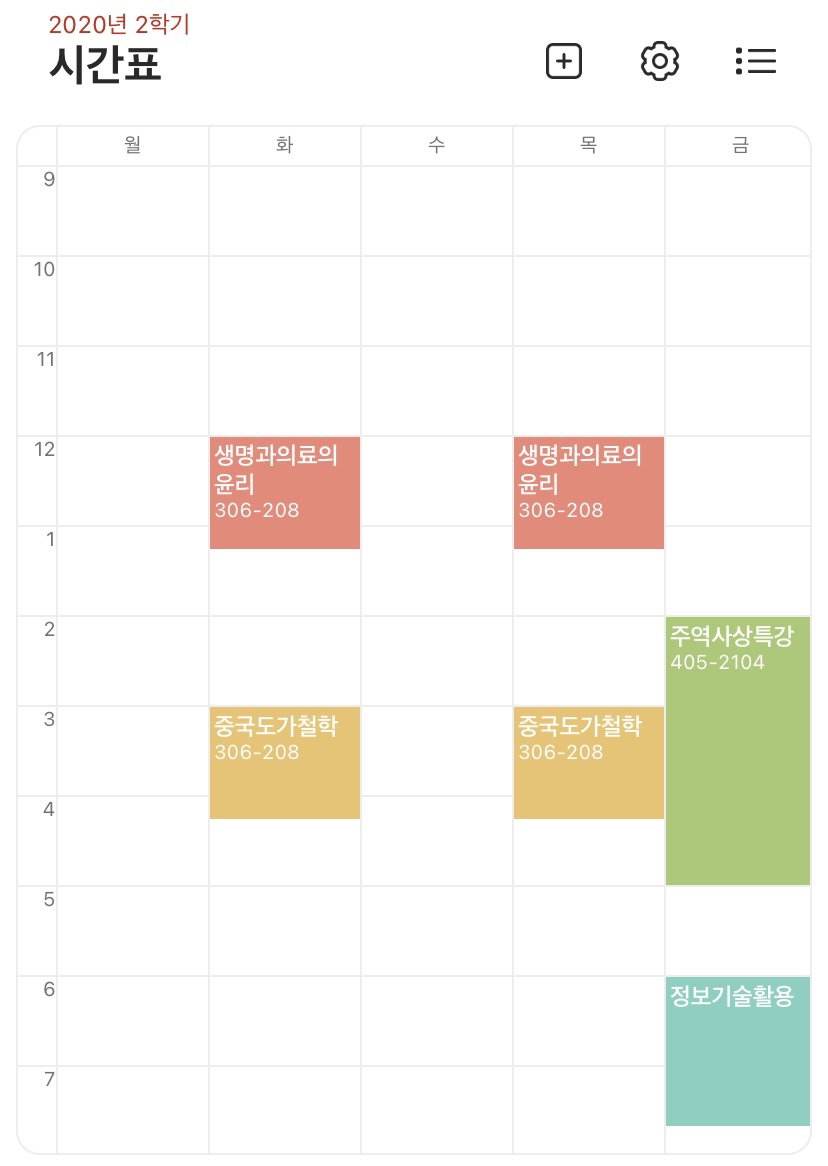 2020년 2학기
시간표
월 화 수 목 금
9
10
11
12
생명과의료의
윤리
306-208
생명과의료의
윤리
306-208
1
2
주역사상특강
405-2104
3
중국도가철학
306-208
중국도가철학
306-208
4
5
6
정보기술활용
7